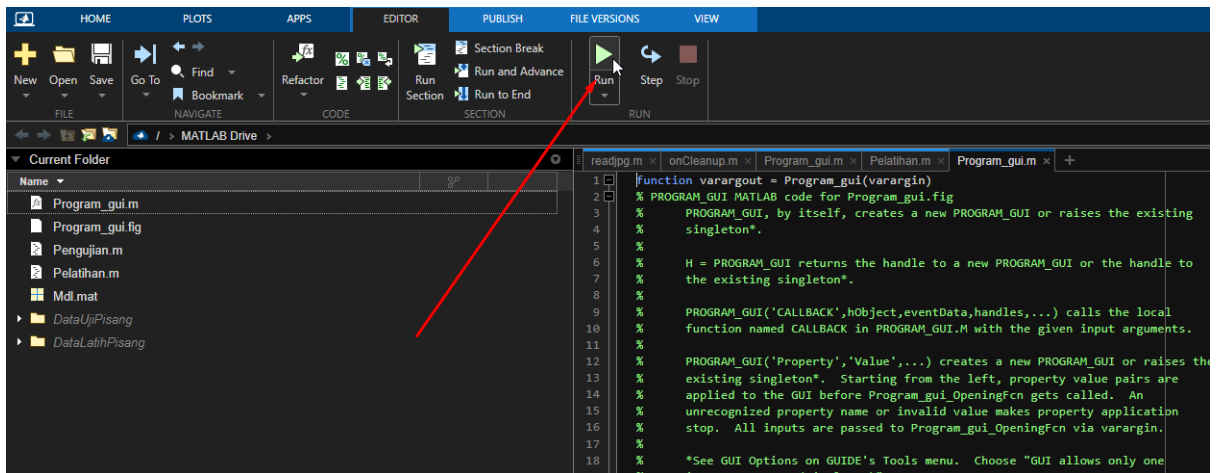 HOME PLOTS APPS EDITOR PUBLISH FILE VERSIONS VIEW
New Open Save Go To Find Bookmark Refactor Run Section Section Break Run and Advance Run to End Run Step Stop
FILE NAVIGATE CODE SECTION RUN
/ > MATLAB Drive >
Current Folder
Name
Program_gui.m
Program_gui.fig
Pengujian.m
Pelatihan.m
Mdl.mat
DataUjiPisang
DataLatihPisang
readjpg.m × onCleanup.m × Program_gui.m × Pelatihan.m × Program_gui.m × +
1 function varargout = Program_gui(varargin)
2 % PROGRAM_GUI MATLAB code for Program_gui.fig
3 % PROGRAM_GUI, by itself, creates a new PROGRAM_GUI or raises the existing
4 % singleton*.
5 %
6 % H = PROGRAM_GUI returns the handle to a new PROGRAM_GUI or the handle to
7 % the existing singleton*.
8 %
9 % PROGRAM_GUI('CALLBACK',hObject,eventData,handles,...) calls the local
10 % function named CALLBACK in PROGRAM_GUI.M with the given input arguments.
11 %
12 % PROGRAM_GUI('Property','Value',...) creates a new PROGRAM_GUI or raises the
13 % existing singleton*. Starting from the left, property value pairs are
14 % applied to the GUI before Program_gui_OpeningFcn gets called. An
15 % unrecognized property name or invalid value makes property application
16 % stop. All inputs are passed to Program_gui_OpeningFcn via varargin.
17 %
18 % *See GUI Options on GUIDE's Tools menu. Choose "GUI allows only one